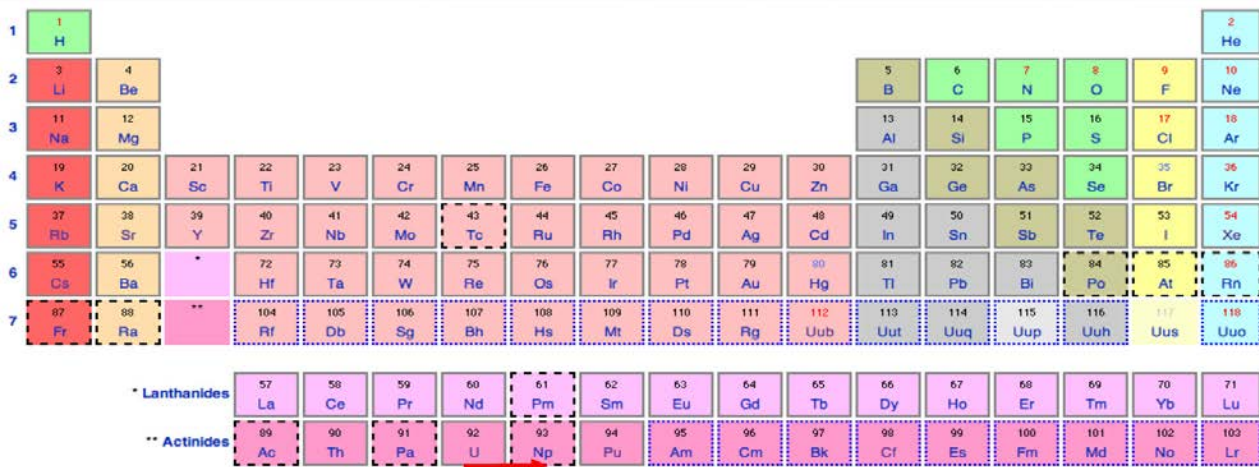 1 2
1 H He
3 4 5 6 7 8 9 10
2 Li Be B C N O F Ne
11 12 13 14 15 16 17 18
3 Na Mg Al Si P S Cl Ar
19 20 21 22 23 24 25 26 27 28 29 30 31 32 33 34 35 36
4 K Ca Sc Ti V Cr Mn Fe Co Ni Cu Zn Ga Ge As Se Br Kr
37 38 39 40 41 42 43 44 45 46 47 48 49 50 51 52 53 54
5 Rb Sr Y Zr Nb Mo Tc Ru Rh Pd Ag Cd In Sn Sb Te I Xe
55 56 * 72 73 74 75 76 77 78 79 80 81 82 83 84 85 86
6 Cs Ba Hf Ta W Re Os Ir Pt Au Hg Tl Pb Bi Po At Rn
87 88 ** 104 105 106 107 108 109 110 111 112 113 114 115 116 117 118
7 Fr Ra Rf Db Sg Bh Hs Mt Ds Rg Uub Uut Uuq Uup Uuh Uus Uuo
57 58 59 60 61 62 63 64 65 66 67 68 69 70 71
* Lanthanides La Ce Pr Nd Pm Sm Eu Gd Tb Dy Ho Er Tm Yb Lu
89 90 91 92 93 94 95 96 97 98 99 100 101 102 103
** Actinides Ac Th Pa U Np Pu Am Cm Bk Cf Es Fm Md No Lr